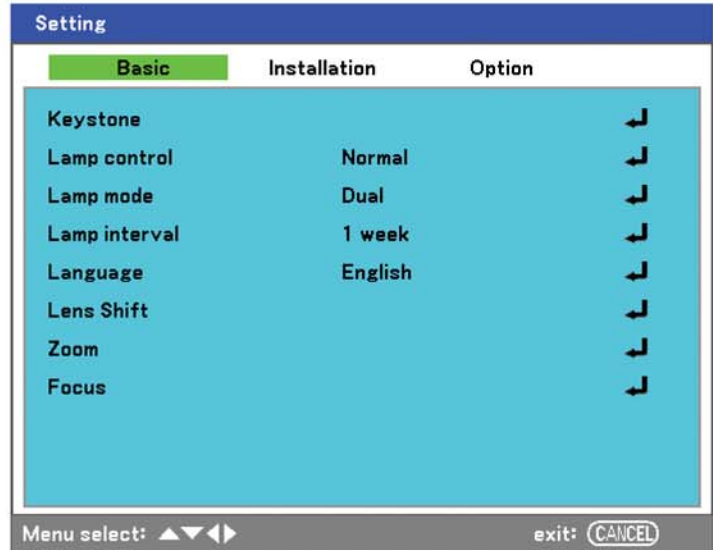 Setting
Basic Installation Option
Keystone
Lamp control Normal
Lamp mode Dual
Lamp interval 1 week
Language English
Lens Shift
Zoom
Focus
Menu select: ▲▼◀▶ exit: CANCEL